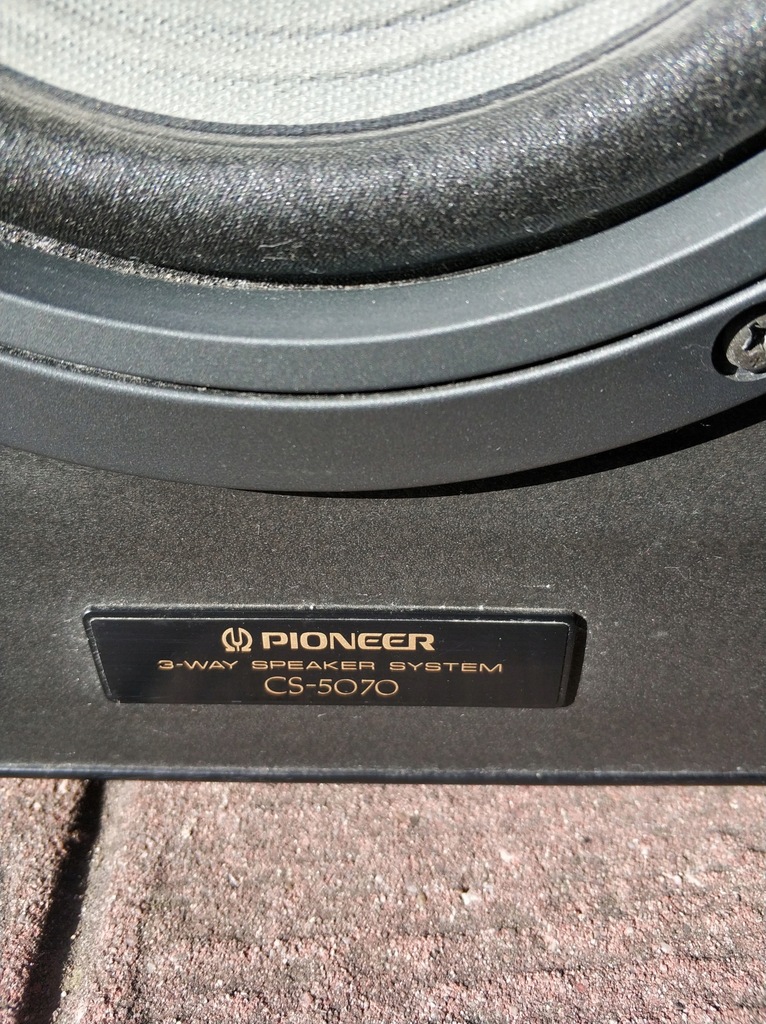 PIONEER
3-WAY SPEAKER SYSTEM
CS-5070